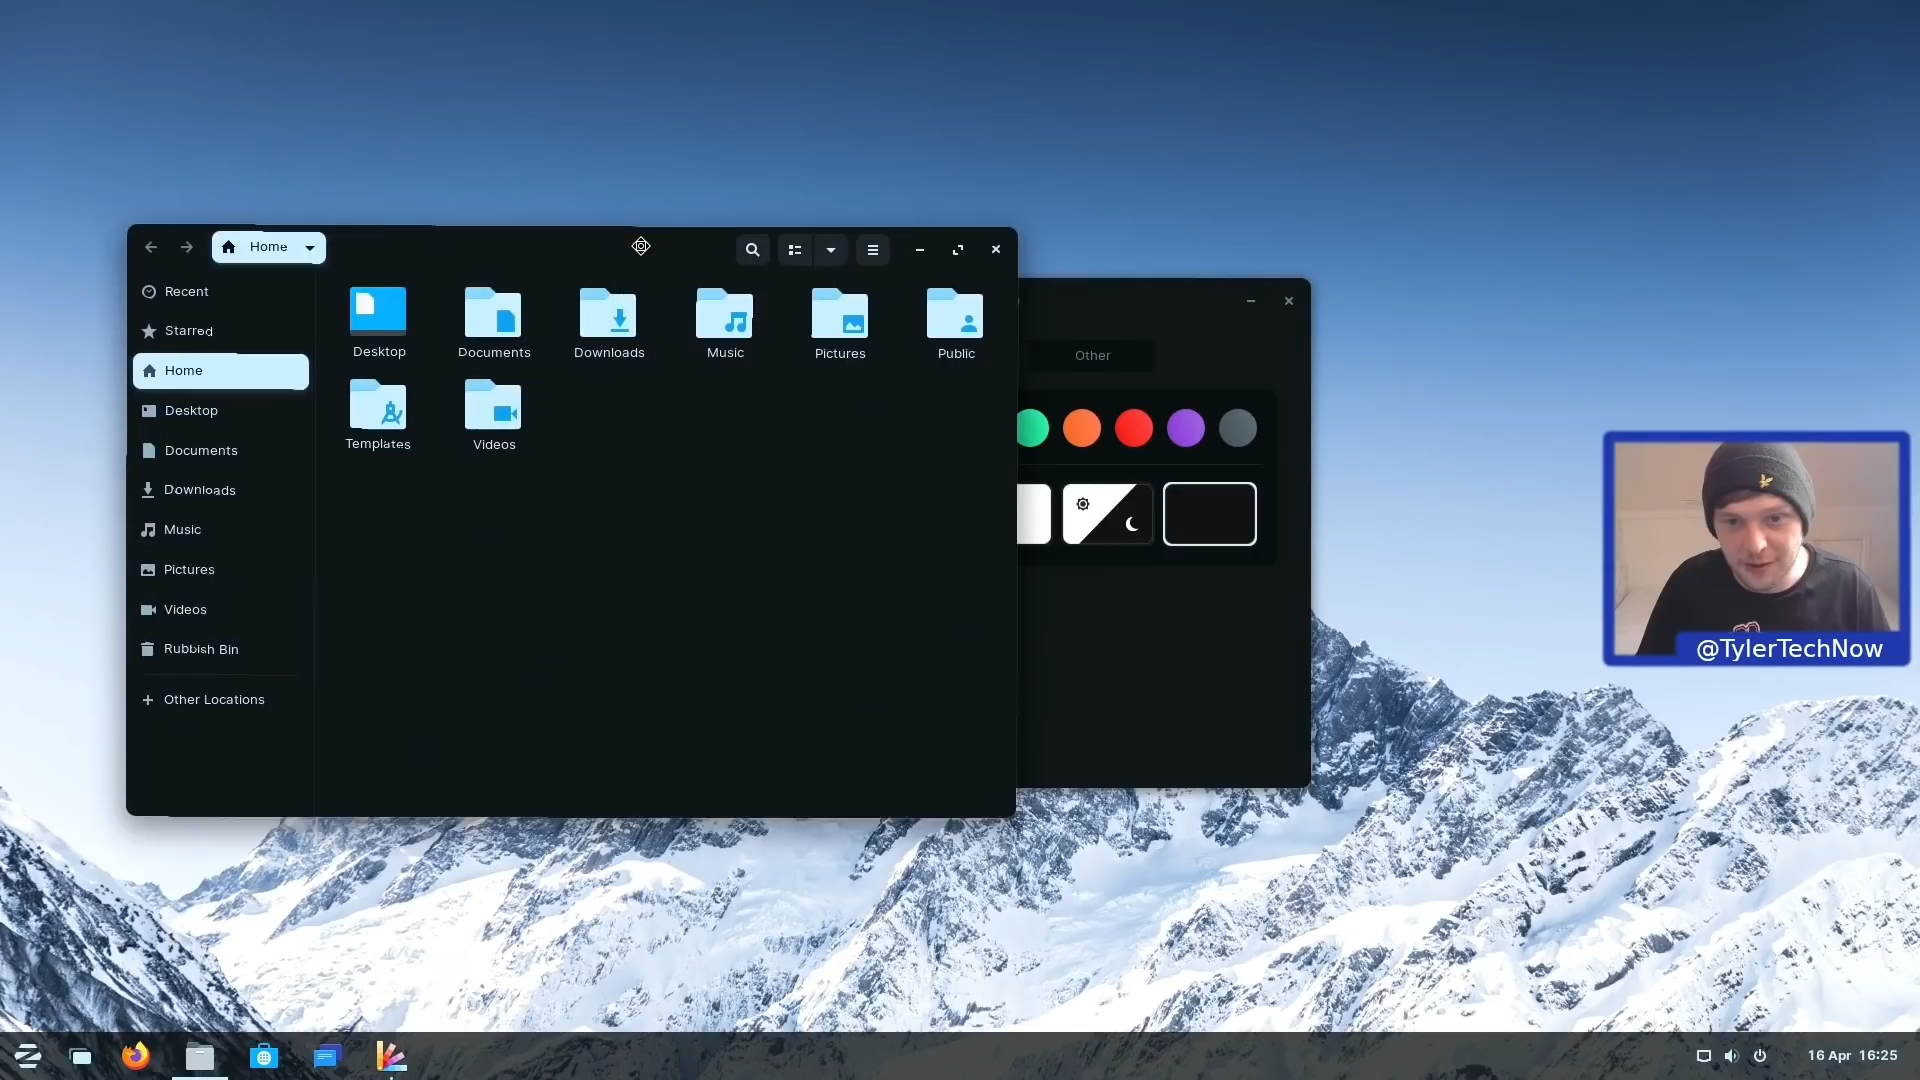 Home
Recent
Starred
Home
Desktop
Documents
Downloads
Music
Pictures
Videos
Rubbish Bin
Other Locations
Desktop
Documents
Downloads
Music
Pictures
Public
Templates
Videos
Other
@TylerTechNow
16 Apr 16:25